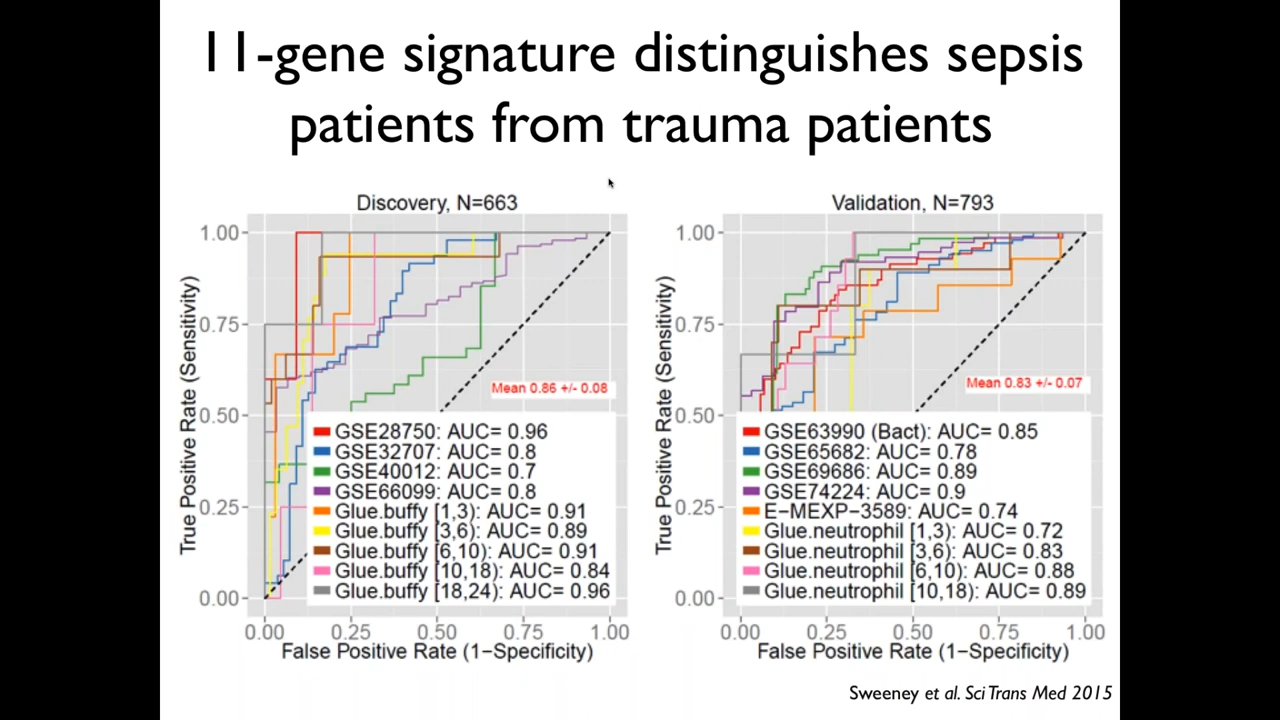 11-gene signature distinguishes sepsis
patients from trauma patients
Discovery, N=663
True Positive Rate (Sensitivity)
1.00
0.75
0.50
0.25
0.00
Mean 0.86 +/- 0.08
GSE28750: AUC= 0.96
GSE32707: AUC= 0.8
GSE40012: AUC= 0.7
GSE66099: AUC= 0.8
Glue.buffy [1,3): AUC= 0.91
Glue.buffy [3,6): AUC= 0.89
Glue.buffy [6,10): AUC= 0.91
Glue.buffy [10,18): AUC= 0.84
Glue.buffy [18,24): AUC= 0.96
0.00 0.25 0.50 0.75 1.00
False Positive Rate (1−Specificity)
Validation, N=793
True Positive Rate (Sensitivity)
1.00
0.75
0.50
0.25
0.00
Mean 0.83 +/- 0.07
GSE63990 (Bact): AUC= 0.85
GSE65682: AUC= 0.78
GSE69686: AUC= 0.89
GSE74224: AUC= 0.9
E−MEXP−3589: AUC= 0.74
Glue.neutrophil [1,3): AUC= 0.72
Glue.neutrophil [3,6): AUC= 0.83
Glue.neutrophil [6,10): AUC= 0.88
Glue.neutrophil [10,18): AUC= 0.89
0.00 0.25 0.50 0.75 1.00
False Positive Rate (1−Specificity)
Sweeney et al. Sci Trans Med 2015